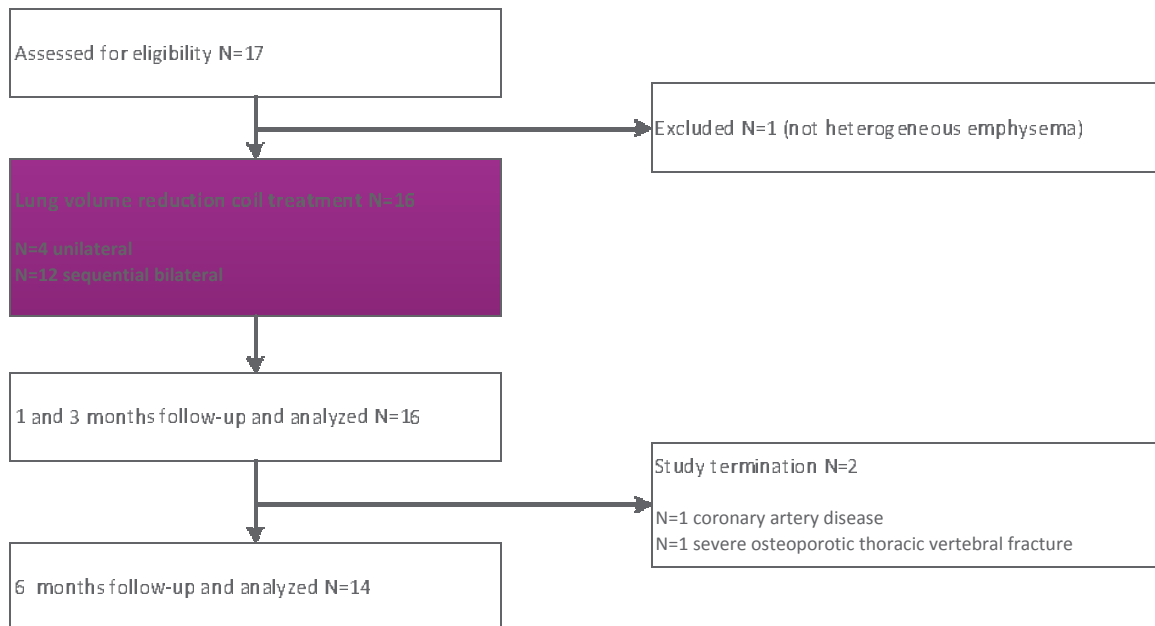 Assessed for eligibility N=17
Excluded N=1 (not heterogeneous emphysema)
Lung volume reduction coil treatment N=16
N=4 unilateral
N=12 sequential bilateral
1 and 3 months follow-up and analyzed N=16
Study termination N=2
N=1 coronary artery disease
N=1 severe osteoporotic thoracic vertebral fracture
6 months follow-up and analyzed N=14